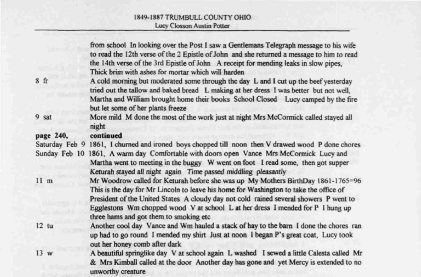 1849-1887 TRUMBULL COUNTY OHIO
Lucy Closson Austin Potter
from school In looking over the Post I saw a Gentlemans Telegraph message to his wife
to read the 12th verse of the 2 Epistle of John and she returned a message to him to read
the 14th verse of the 3rd Epistle of John A receipt for mending leaks in slow pipes,
Thick brim with ashes for mortar which will harden
8 fr A cold morning but moderated some through the day L and I cut up the beef yesterday
tried out the tallow and baked bread L making at her dress I was better but not well,
Martha and William brought home their books School Closed Lucy camped by the fire
but let some of her plants freeze
9 sat More mild M done the most of the work just at night Mrs McCormick called stayed all
night
page 240, continued
Saturday Feb 9 1861, I churned and ironed boys chopped till noon then V drawed wood P done chores
Sunday Feb 10 1861, A warm day Comfortable with doors open Vance Mrs McCormick Lucy and
Martha went to meeting in the buggy W went on foot I read some, then got supper
Keturah stayed all night again Time passed middling pleasantly
11 m Mr Woodrow called for Keturah before she was up My Mothers BirthDay 1861-1765=96
This is the day for Mr Lincoln to leave his home for Washington to take the office of
President of the United States A cloudy day not cold rained several showers P went to
Egglestons Wm chopped wood V at school L at her dress I mended for P I hung up
three hams and got them to smoking etc
12 tu Another cool day Vance and Wm hauled a stack of hay to the barn I done the chores ran
up had to go round I mended my shirt Just at noon I began P's great coat, Lucy took
out her honey comb after dark
13 w A beautiful springlike day V at school again L washed I sewed a little Calesta called Mr
& Mrs Kimball called at the door Another day has gone and yet Mercy is extended to no
unworthy creature